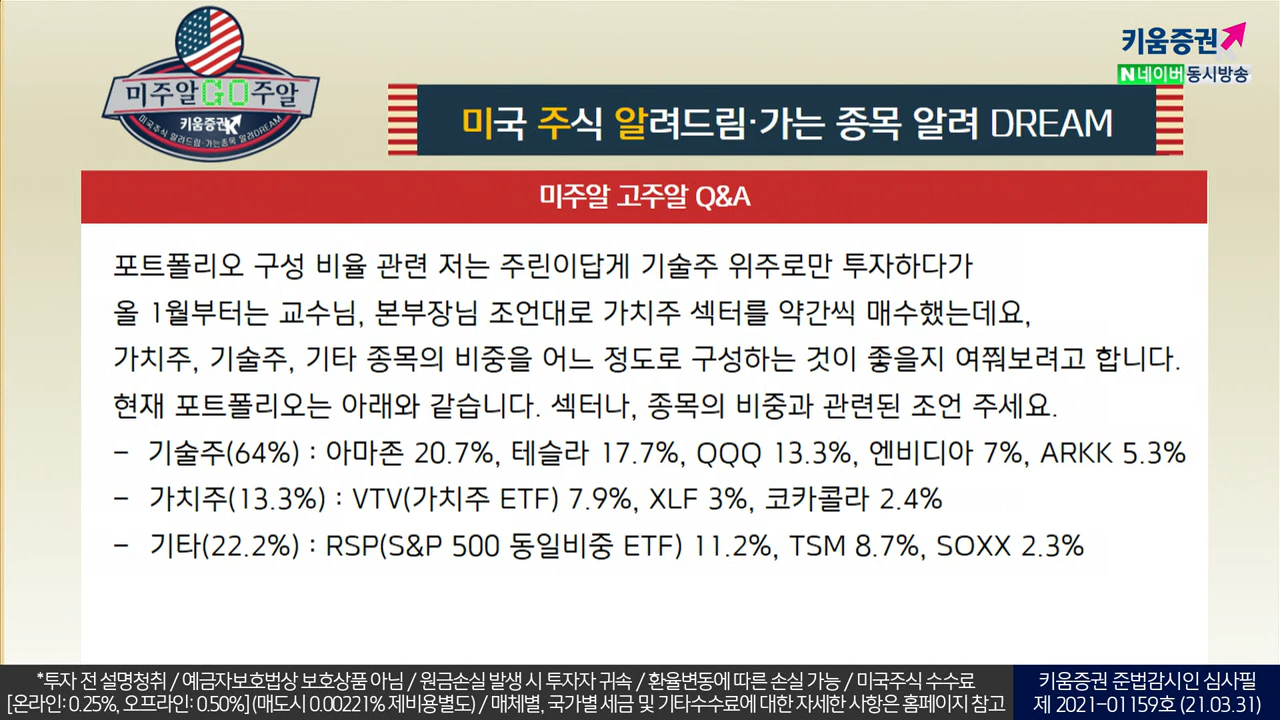 미주알GO주알
키움증권
미국주식 알려드림·가는종목 알려DREAM
키움증권
N네이버 동시방송
미국 주식 알려드림·가는 종목 알려 DREAM
미주알 고주알 Q&A
포트폴리오 구성 비율 관련 저는 주린이답게 기술주 위주로만 투자하다가
올 1월부터는 교수님, 본부장님 조언대로 가치주 섹터를 약간씩 매수했는데요,
가치주, 기술주, 기타 종목의 비중을 어느 정도로 구성하는 것이 좋을지 여쭤보려고 합니다.
현재 포트폴리오는 아래와 같습니다. 섹터나, 종목의 비중과 관련된 조언 주세요.
- 기술주(64%) : 아마존 20.7%, 테슬라 17.7%, QQQ 13.3%, 엔비디아 7%, ARKK 5.3%
- 가치주(13.3%) : VTV(가치주 ETF) 7.9%, XLF 3%, 코카콜라 2.4%
- 기타(22.2%) : RSP(S&P 500 동일비중 ETF) 11.2%, TSM 8.7%, SOXX 2.3%
*투자 전 설명청취 / 예금자보호법상 보호상품 아님 / 원금손실 발생 시 투자자 귀속 / 환율변동에 따른 손실 가능 / 미국주식 수수료
[온라인: 0.25%, 오프라인: 0.50%] (매도시 0.00221% 제비용별도) / 매체별, 국가별 세금 및 기타수수료에 대한 자세한 사항은 홈페이지 참고
키움증권 준법감시인 심사필
제 2021-01159호 (21.03.31)